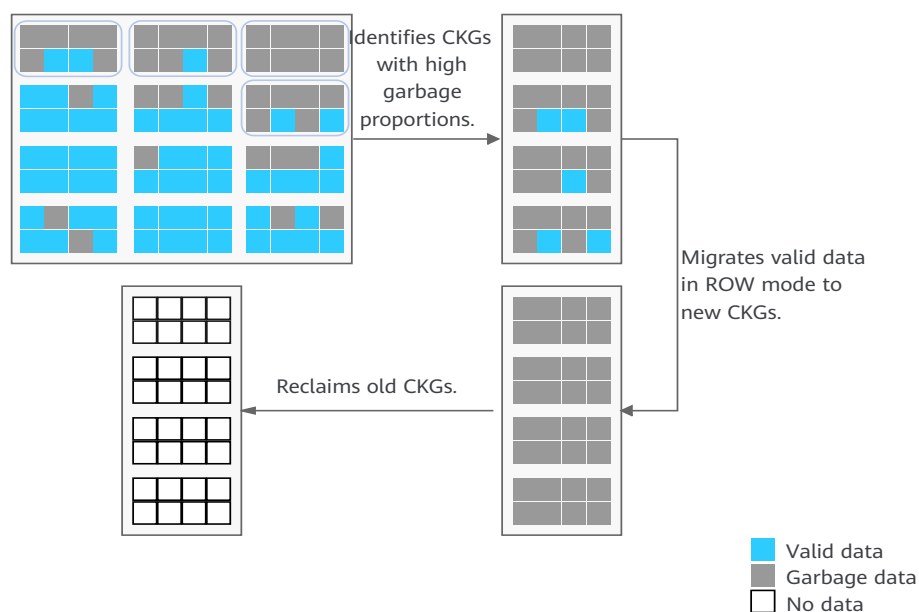 Identifies CKGs
with high
garbage
proportions.
Migrates valid data
in ROW mode to
new CKGs.
Reclaims old CKGs.
Valid data
Garbage data
No data